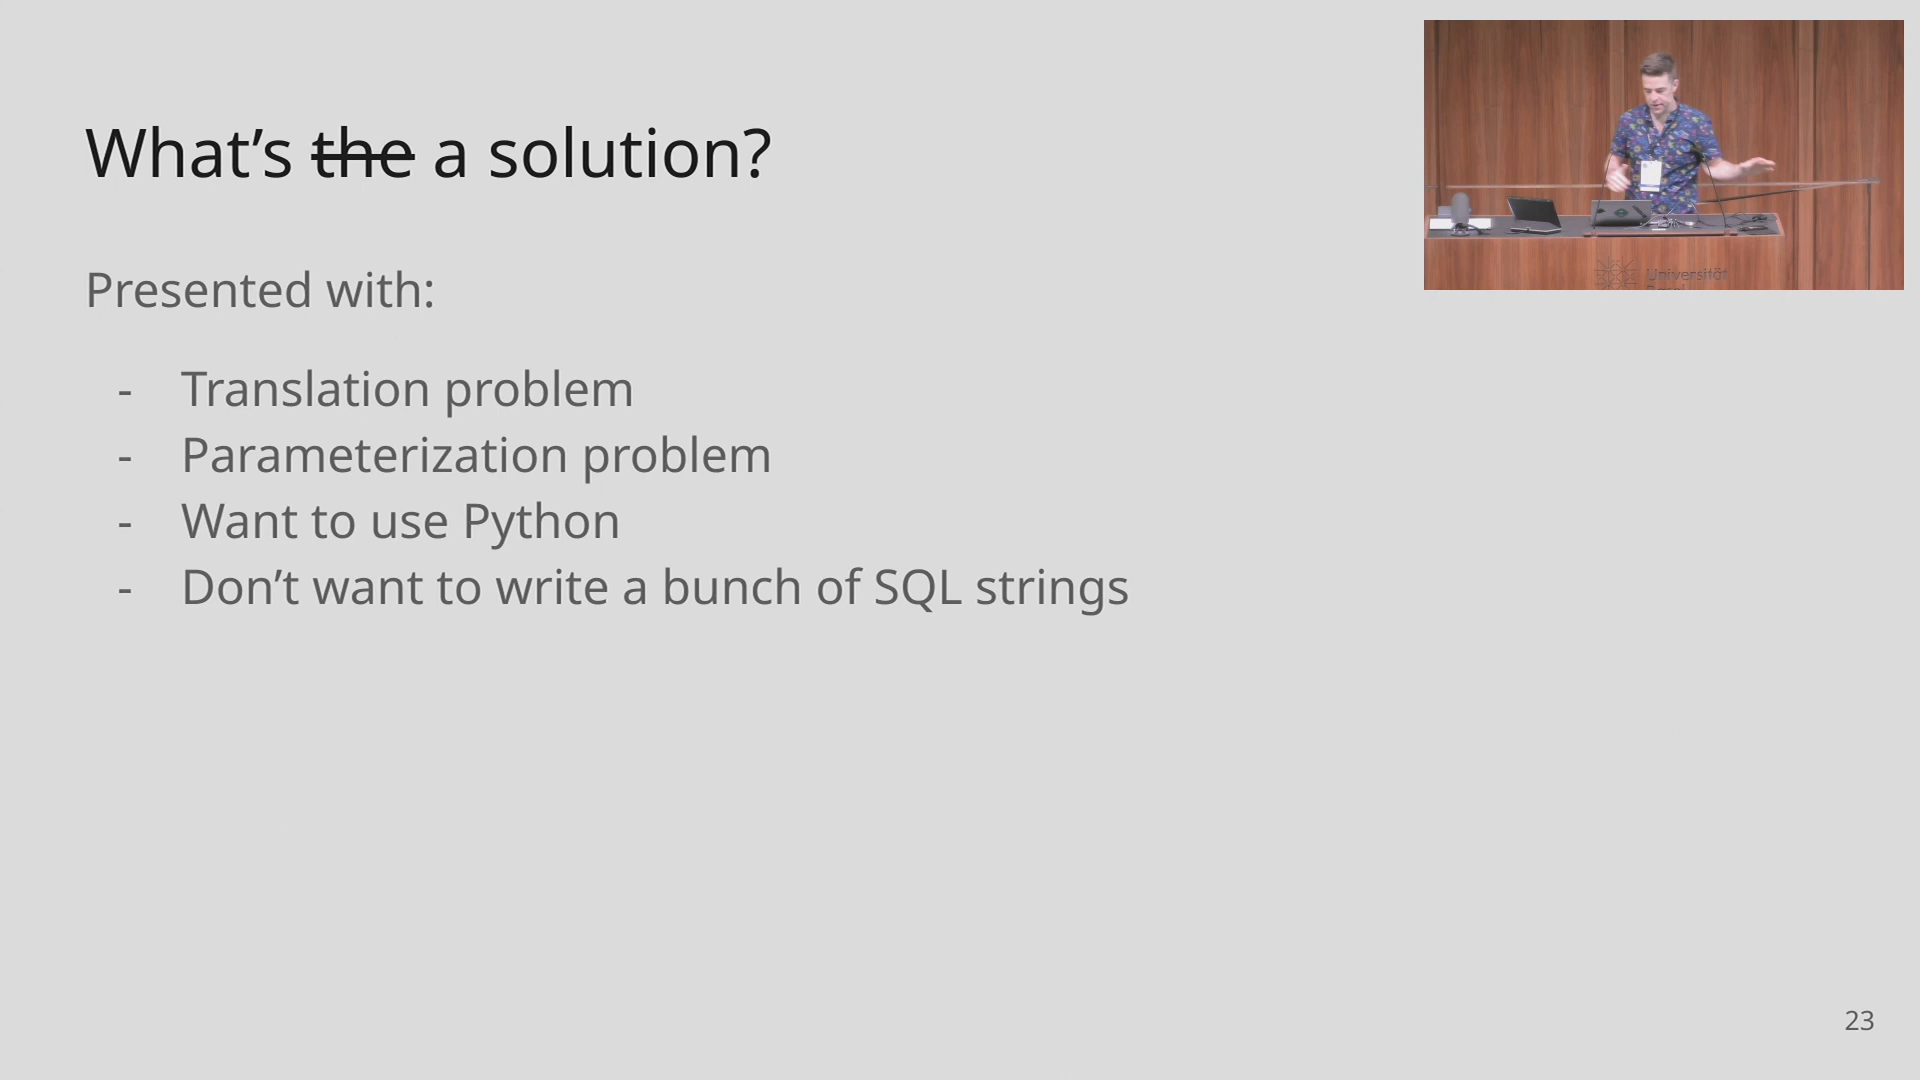 What’s the a solution?
Presented with:
- Translation problem
- Parameterization problem
- Want to use Python
- Don’t want to write a bunch of SQL strings
Universität
23